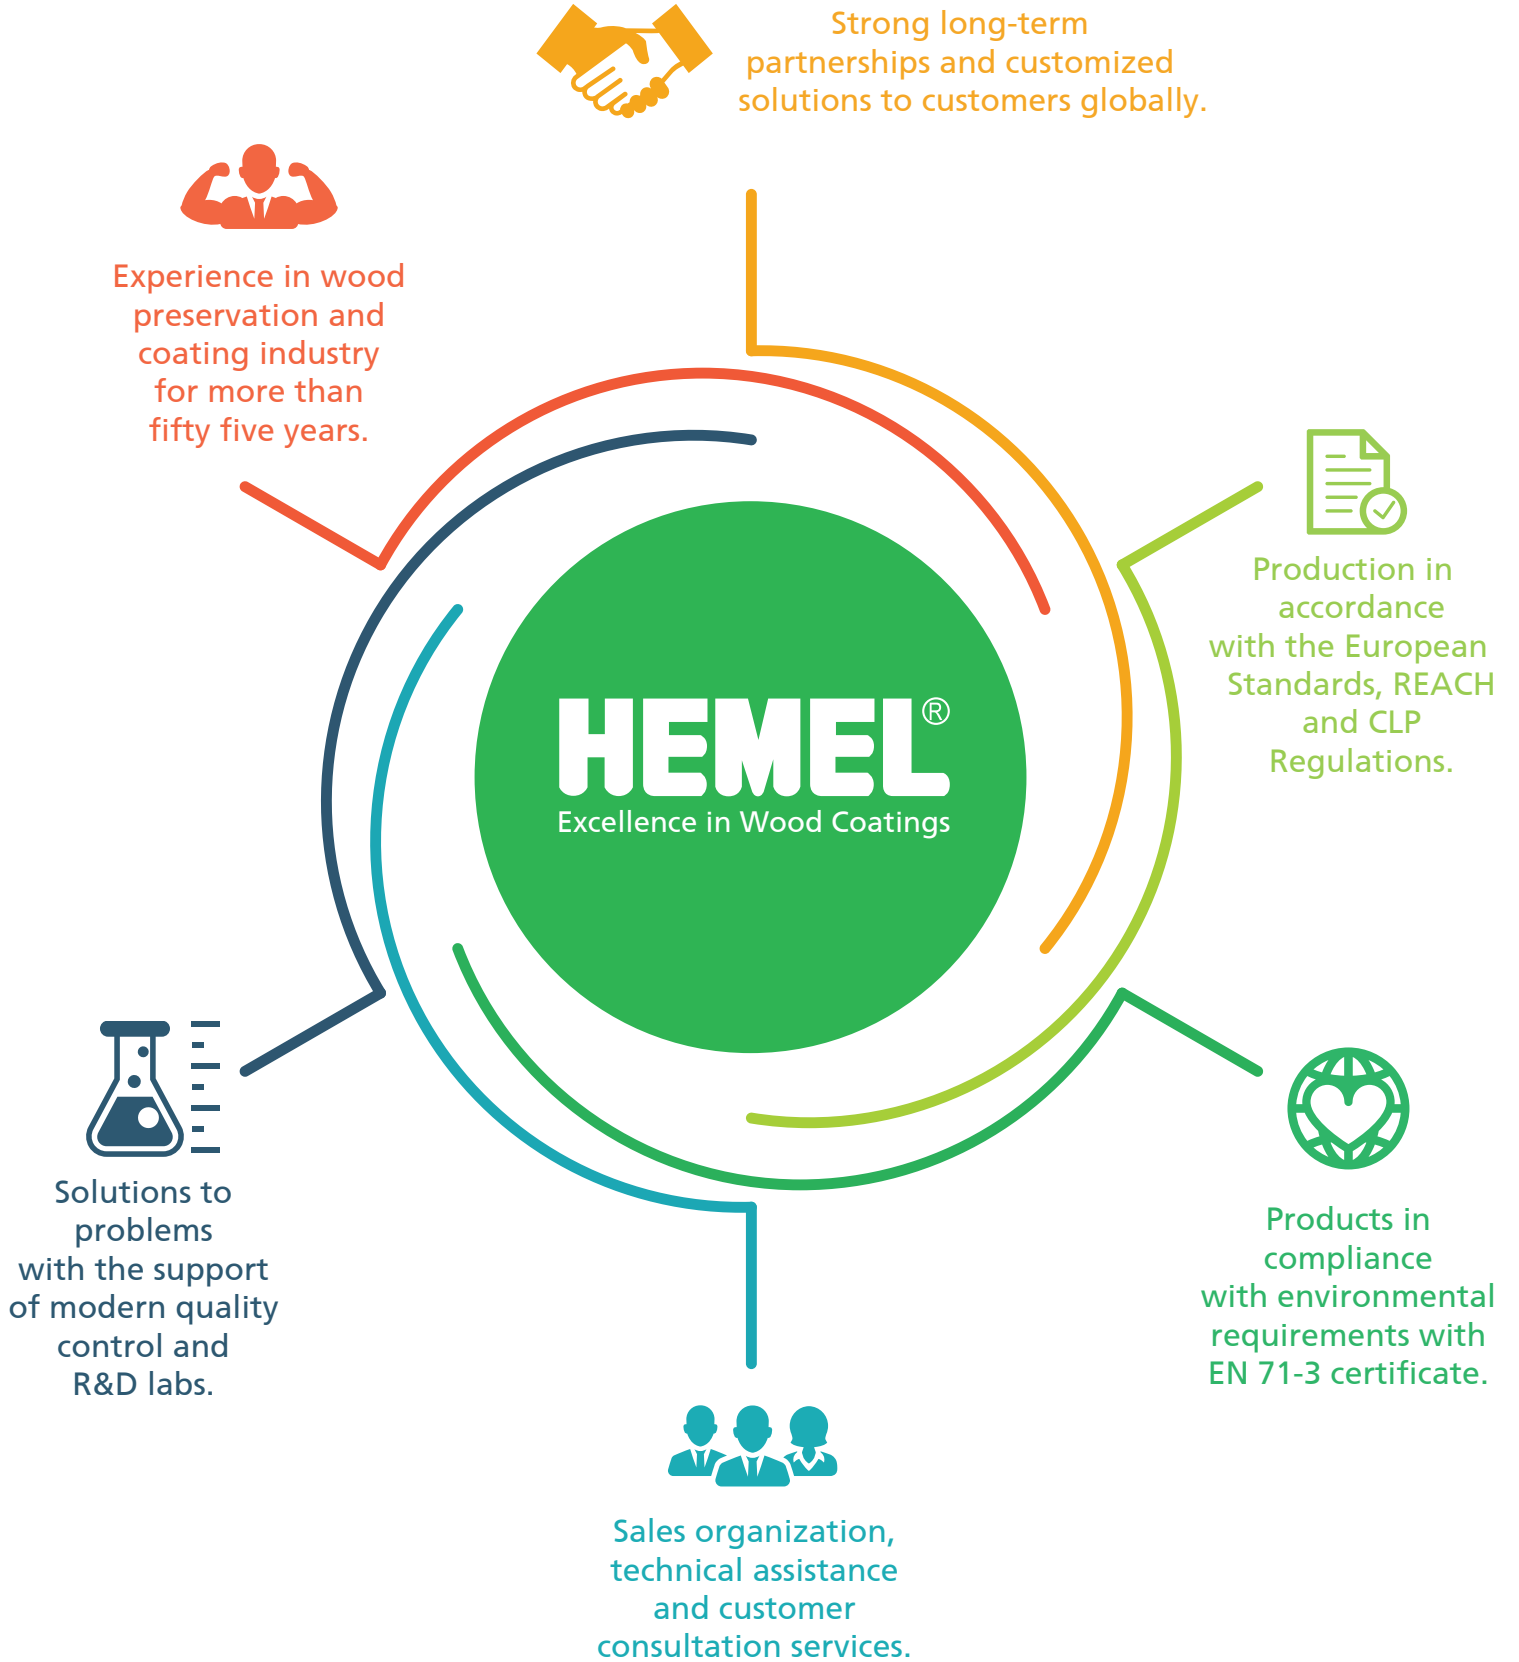 Strong long-term
partnerships and customized
solutions to customers globally.
Experience in wood
preservation and
coating industry
for more than
fifty five years.
Production in
accordance
with the European
Standards, REACH
and CLP
Regulations.
HEMEL®
Excellence in Wood Coatings
Solutions to
problems
with the support
of modern quality
control and
R&D labs.
Products in
compliance
with environmental
requirements with
EN 71-3 certificate.
Sales organization,
technical assistance
and customer
consultation services.